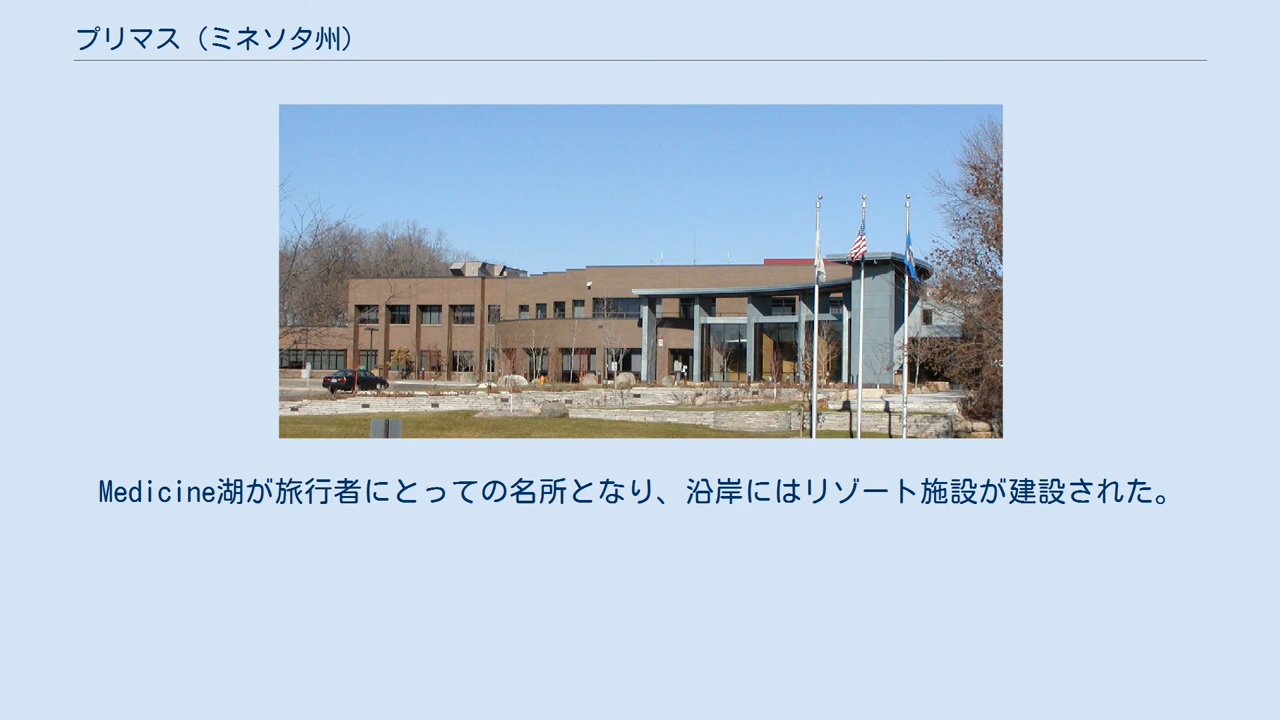 プリマス（ミネソタ州）
Medicine湖が旅行者にとっての名所となり、沿岸にはリゾート施設が建設された。